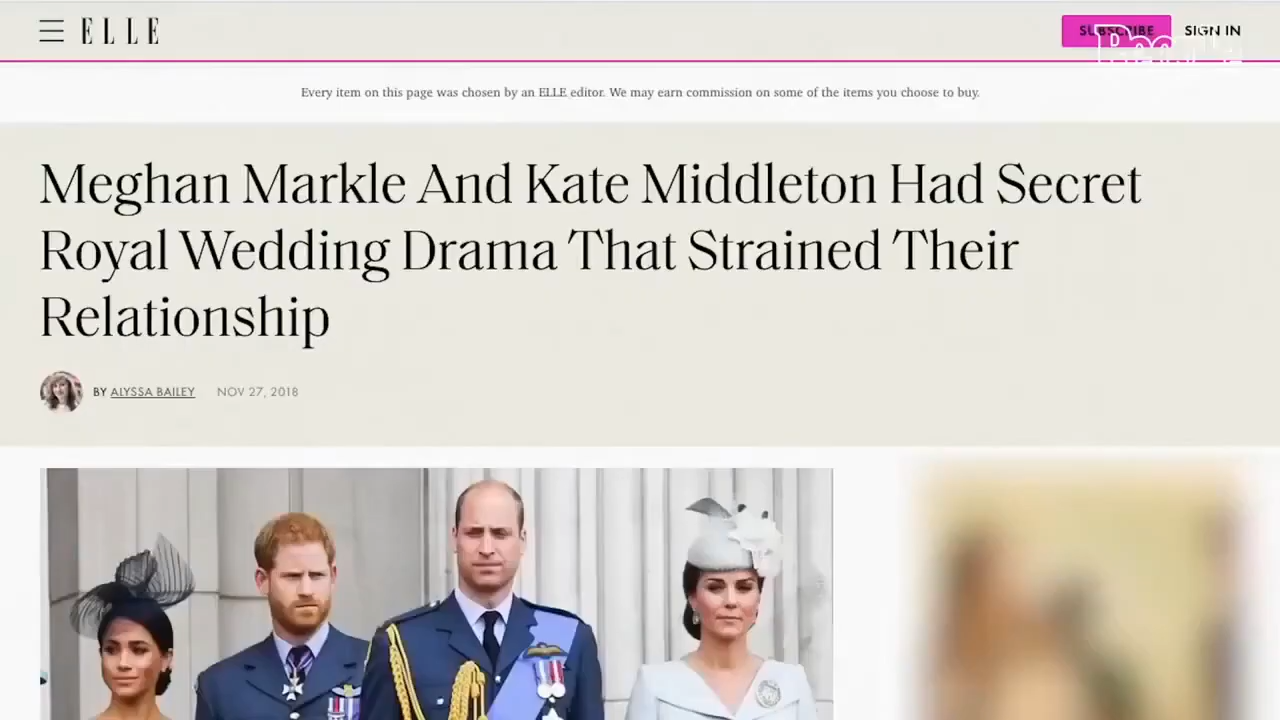 ELLE
SUBSCRIBE
SIGN IN
People
Every item on this page was chosen by an ELLE editor. We may earn commission on some of the items you choose to buy.
Meghan Markle And Kate Middleton Had Secret
Royal Wedding Drama That Strained Their
Relationship
BY ALYSSA BAILEY NOV 27, 2018